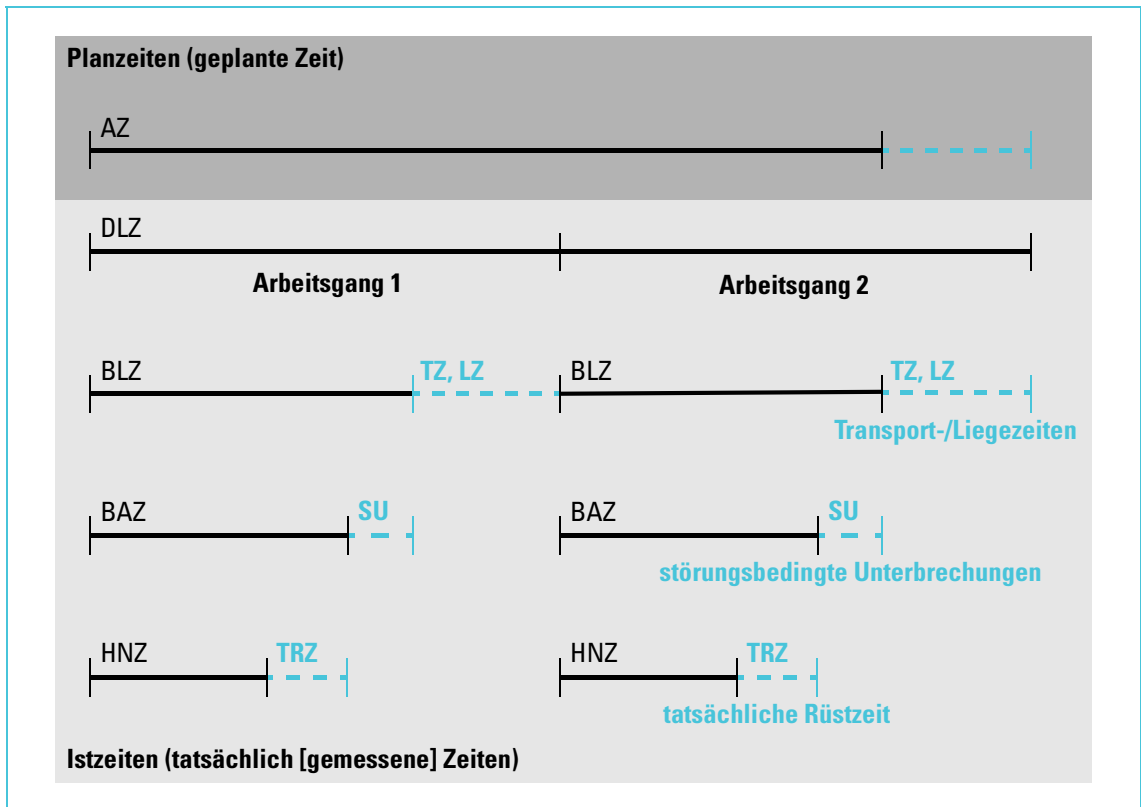 Planzeiten (geplante Zeit)
AZ
DLZ
Arbeitsgang 1 Arbeitsgang 2
BLZ TZ, LZ BLZ TZ, LZ
Transport-/Liegezeiten
BAZ SU BAZ SU
störungsbedingte Unterbrechungen
HNZ TRZ HNZ TRZ
tatsächliche Rüstzeit
Istzeiten (tatsächlich [gemessene] Zeiten)